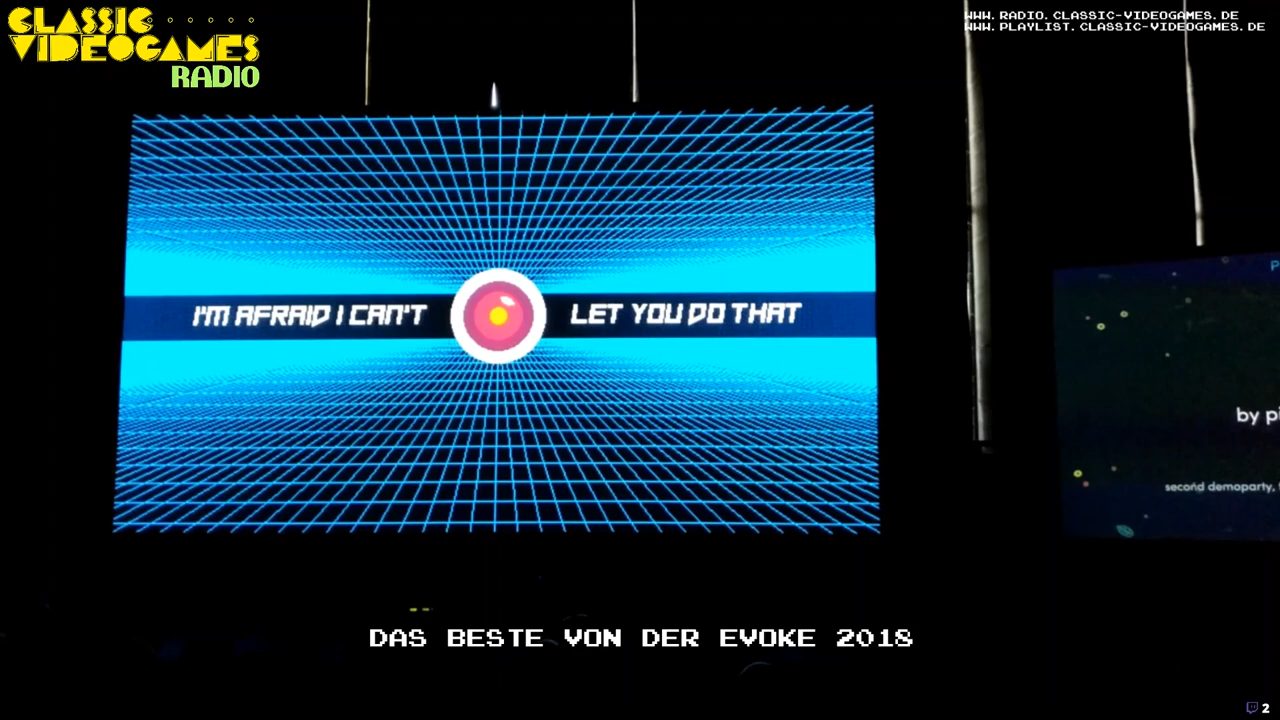 CLASSIC
VIDEOGAMES
RADIO
WWW.RADIO.CLASSIC-VIDEOGAMES.DE
WWW.PLAYLIST.CLASSIC-VIDEOGAMES.DE
I'M AFRAID I CAN'T LET YOU DO THAT
by
second demoparty,
DAS BESTE VON DER EVOKE 2018
2